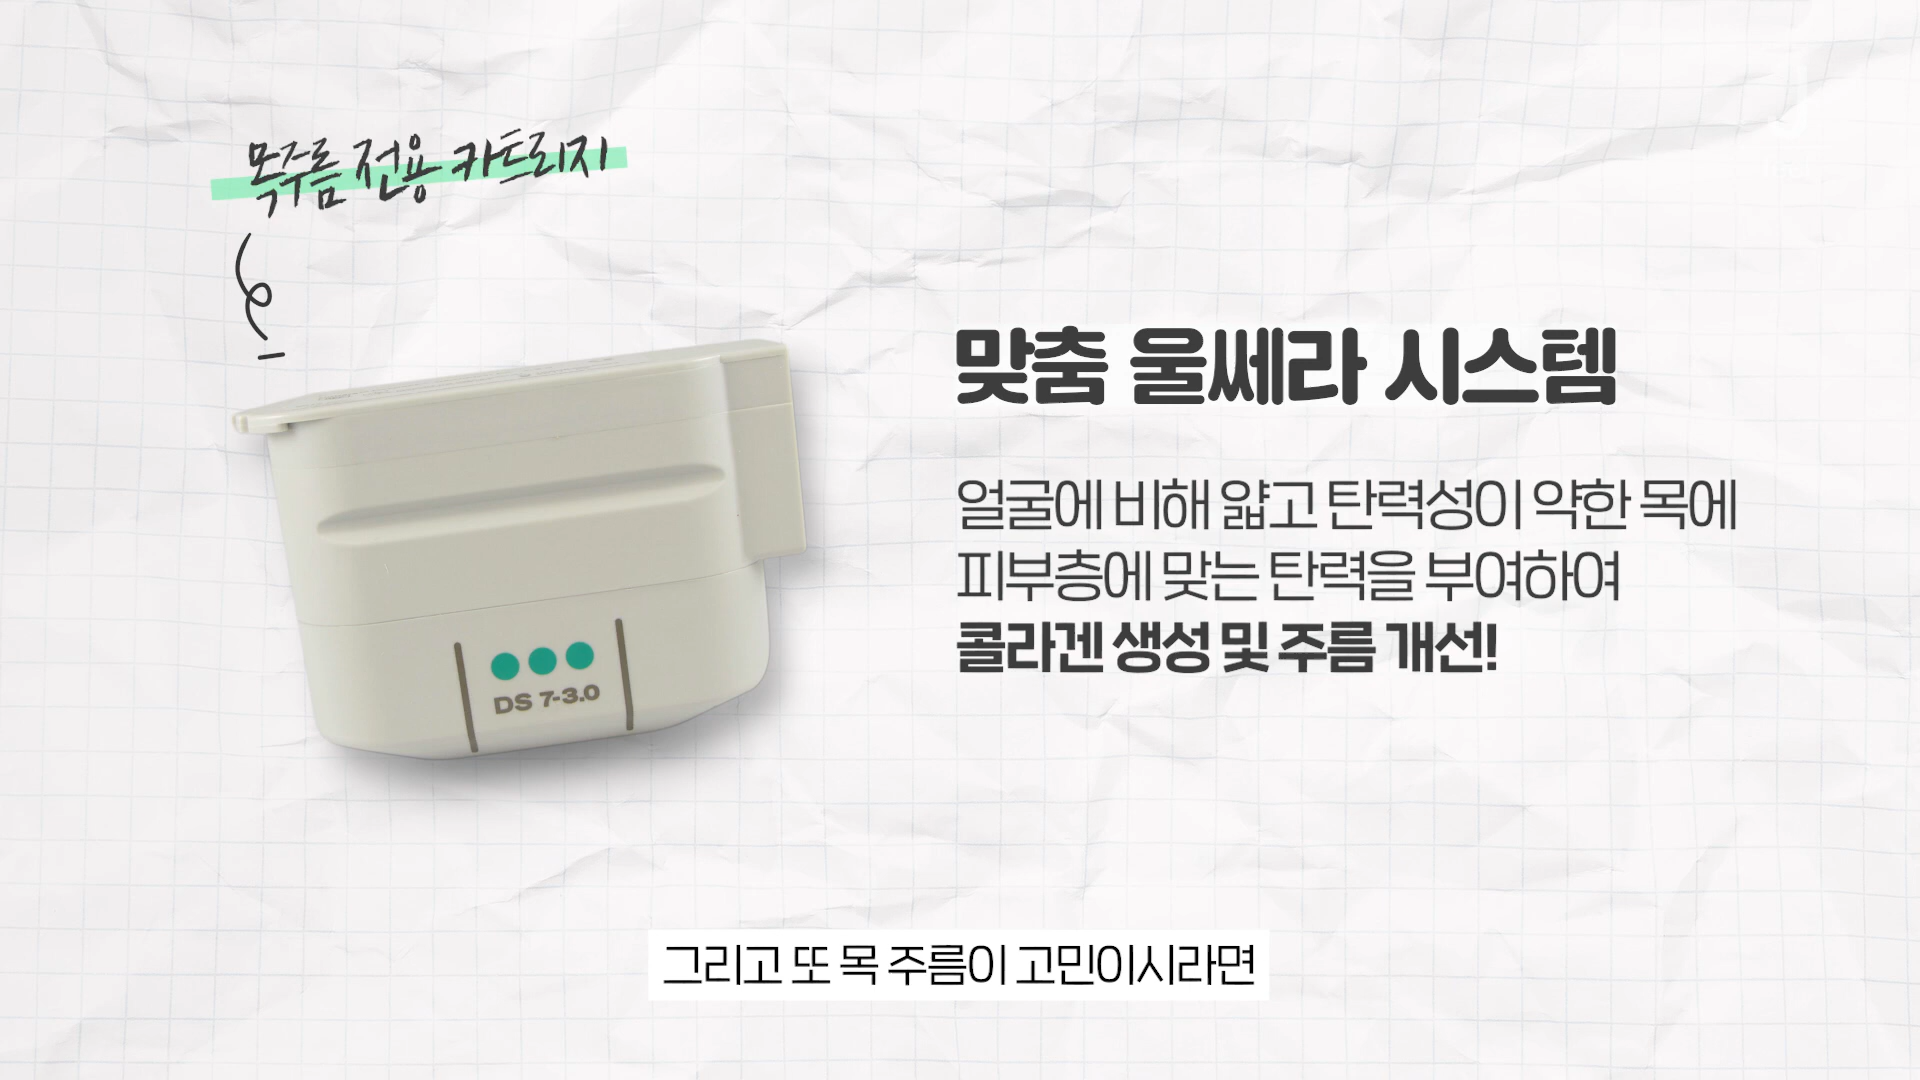 목주름 전용 카트리지
맞춤 울쎄라 시스템
얼굴에 비해 얇고 탄력성이 약한 목에
피부층에 맞는 탄력을 부여하여
콜라겐 생성 및 주름 개선!
DS 7-3.0
그리고 또 목 주름이 고민이시라면